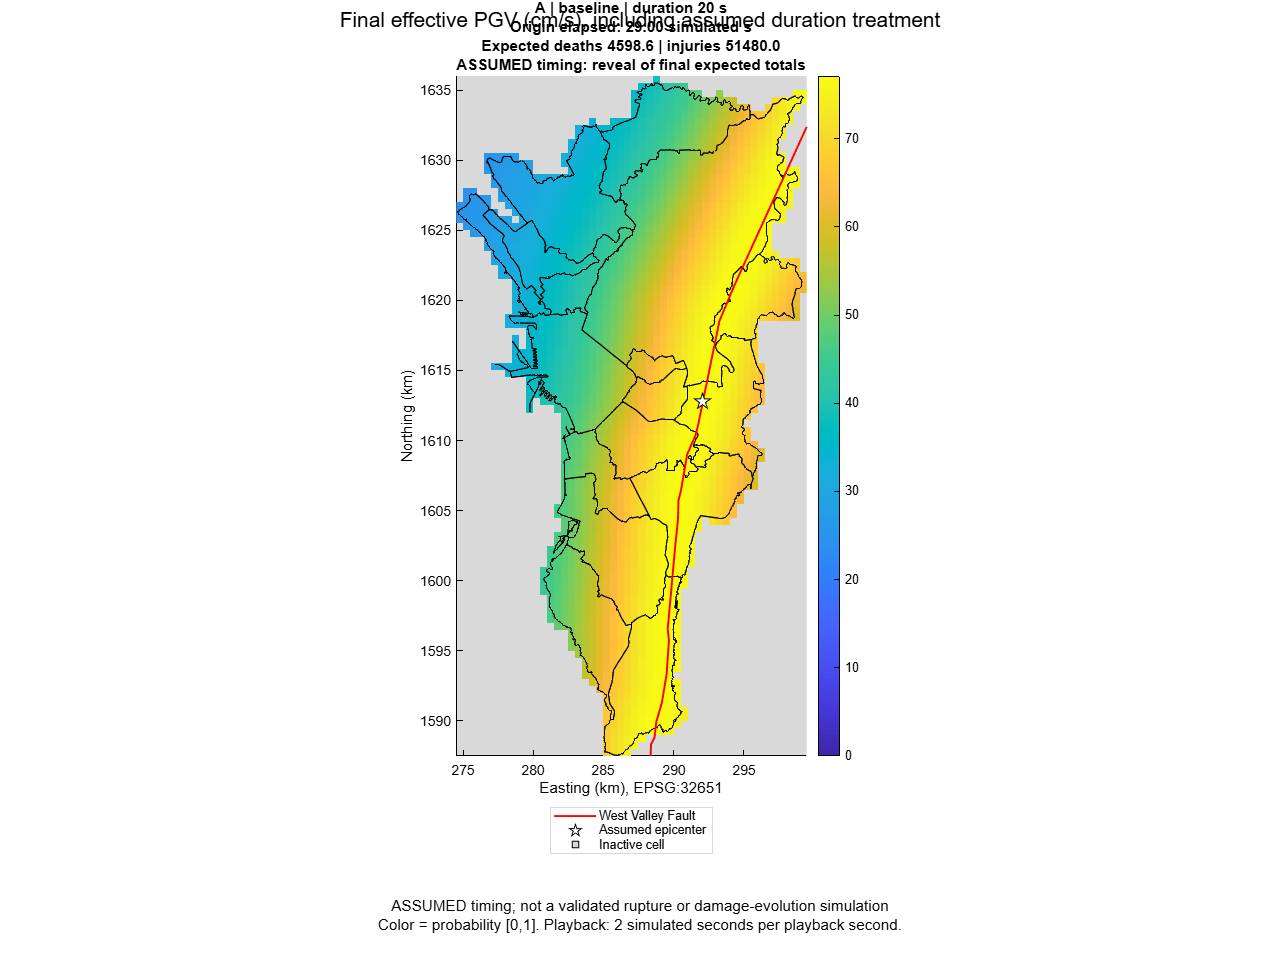 A | baseline | duration 20 s
Final effective PGV (cm/s), including assumed duration treatment
Origin elapsed: 29.00 simulated s
Expected deaths 4598.6 | injuries 51480.0
ASSUMED timing: reveal of final expected totals
1635
1630
1625
1620
1615
1610
1605
1600
1595
1590
Northing (km)
275 280 285 290 295
Easting (km), EPSG:32651
70
60
50
40
30
20
10
0
West Valley Fault
Assumed epicenter
Inactive cell
ASSUMED timing; not a validated rupture or damage-evolution simulation
Color = probability [0,1]. Playback: 2 simulated seconds per playback second.